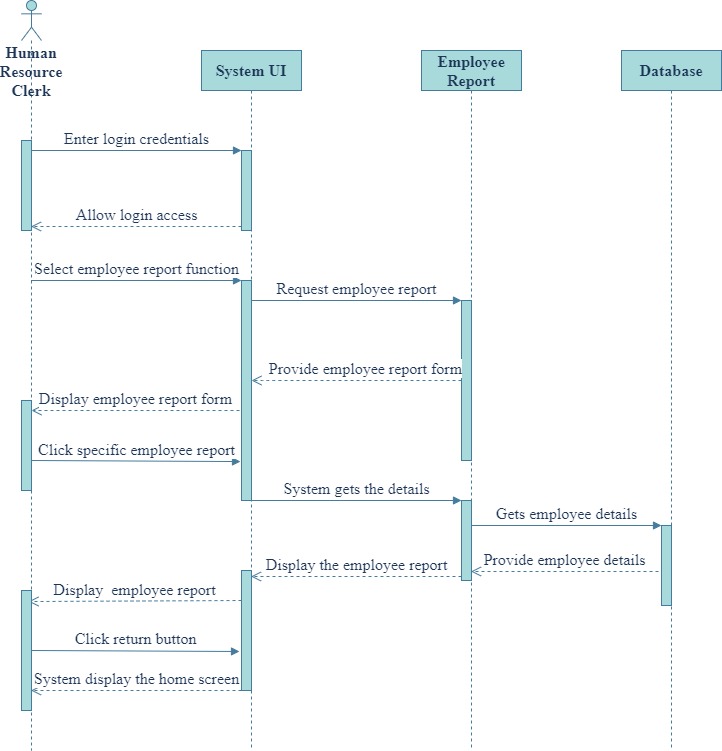 Human
Resource
Clerk
System UI
Employee
Report
Database
Enter login credentials
Allow login access
Select employee report function
Request employee report
Provide employee report form
Display employee report form
Click specific employee report
System gets the details
Gets employee details
Provide employee details
Display the employee report
Display employee report
Click return button
System display the home screen